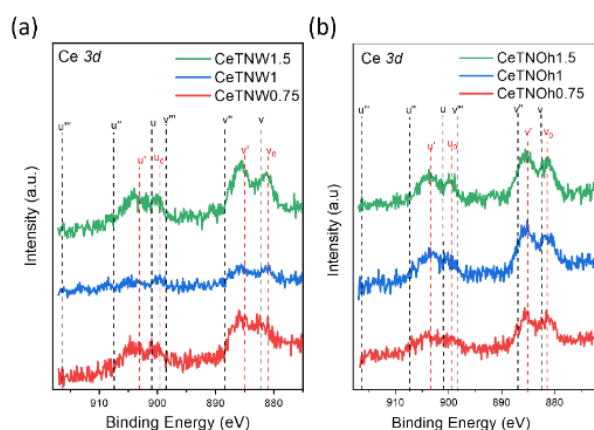 (a)
Ce 3d
CeTNW1.5
CeTNW1
CeTNW0.75
u''' u'' u v''' v'' v
u' u0 v' v0
Intensity (a.u.)
910 900 890 880
Binding Energy (eV)
(b)
Ce 3d
CeTNOh1.5
CeTNOh1
CeTNOh0.75
u''' u'' u v''' v'' v
u' u0 v' v0
Intensity (a.u)
910 900 890 880
Binding Energy (eV)